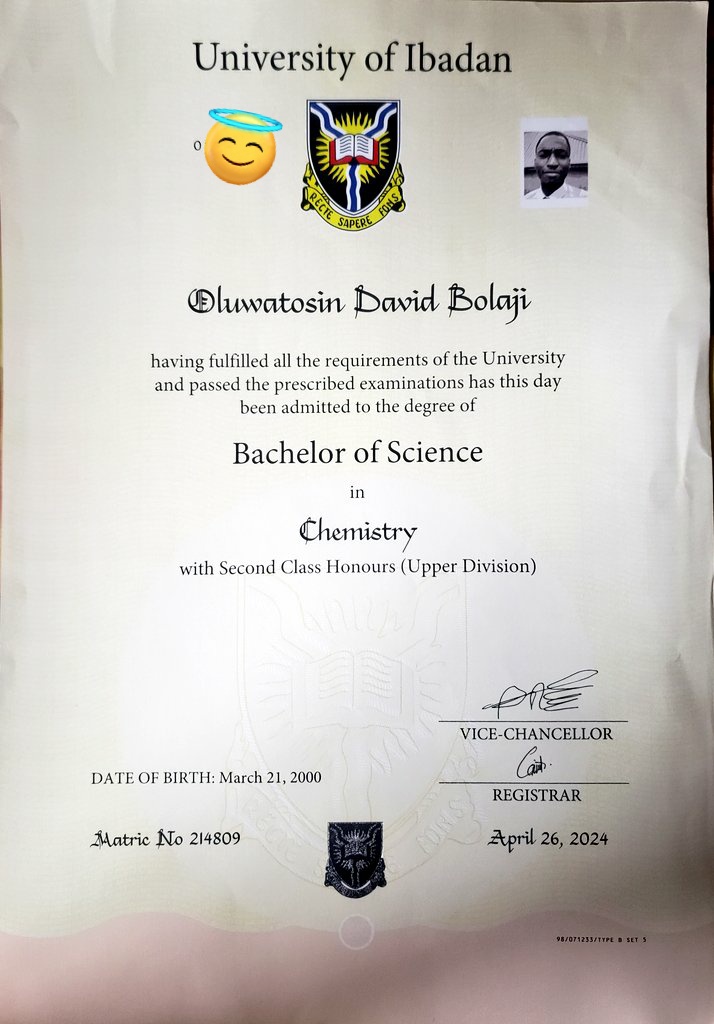 University of Ibadan
0
RECTE SAPERE FONS
Oluwatosin David Bolaji
having fulfilled all the requirements of the University
and passed the prescribed examinations has this day
been admitted to the degree of
Bachelor of Science
in
Chemistry
with Second Class Honours (Upper Division)
VICE-CHANCELLOR
DATE OF BIRTH: March 21, 2000
REGISTRAR
Matric No 214809
April 26, 2024
98/071233/TYPE B SET 5